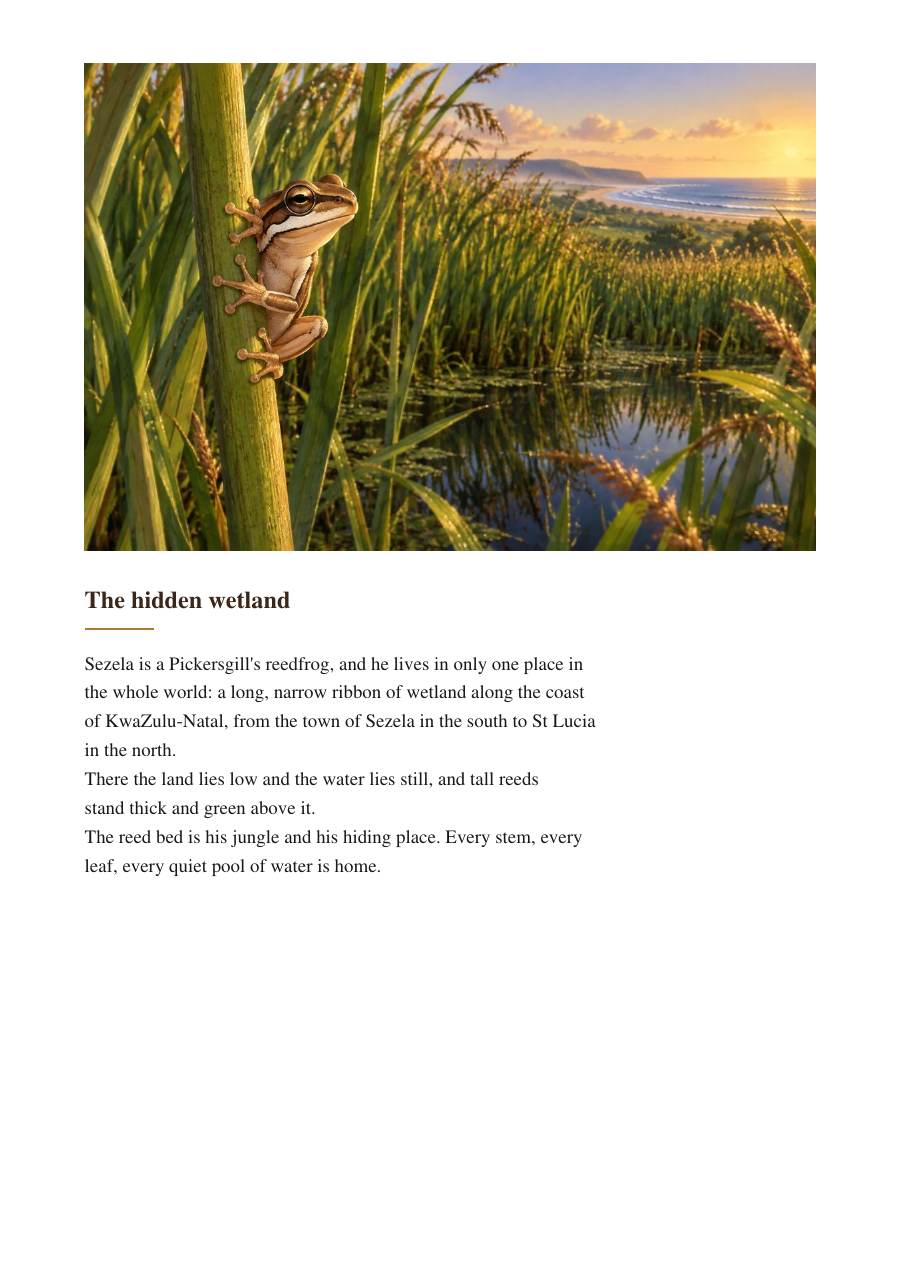 The hidden wetland
Sezela is a Pickersgill's reedfrog, and he lives in only one place in
the whole world: a long, narrow ribbon of wetland along the coast
of KwaZulu-Natal, from the town of Sezela in the south to St Lucia
in the north.
There the land lies low and the water lies still, and tall reeds
stand thick and green above it.
The reed bed is his jungle and his hiding place. Every stem, every
leaf, every quiet pool of water is home.